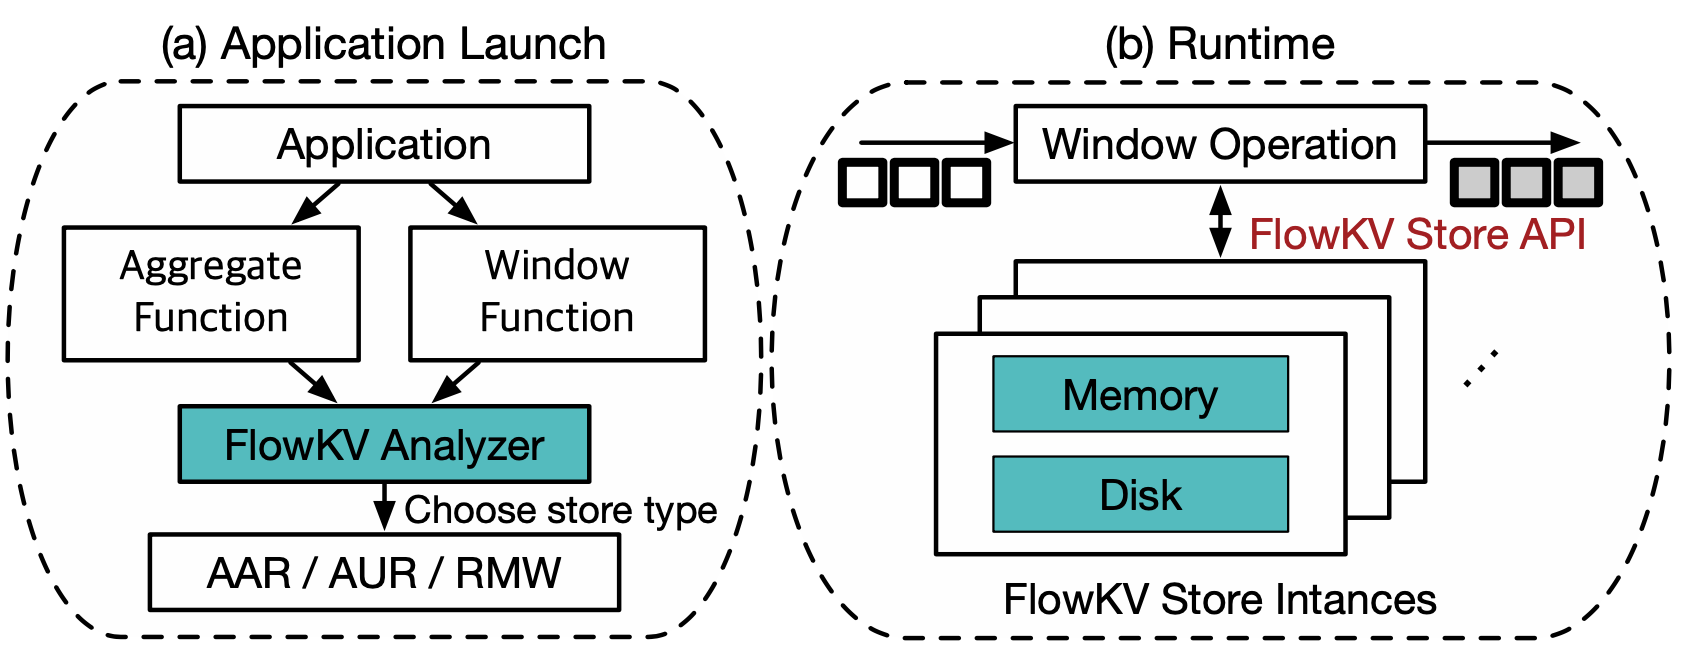 (a) Application Launch
Application
Aggregate
Function
Window
Function
FlowKV Analyzer
Choose store type
AAR / AUR / RMW
(b) Runtime
Window Operation
FlowKV Store API
Memory
Disk
FlowKV Store Intances